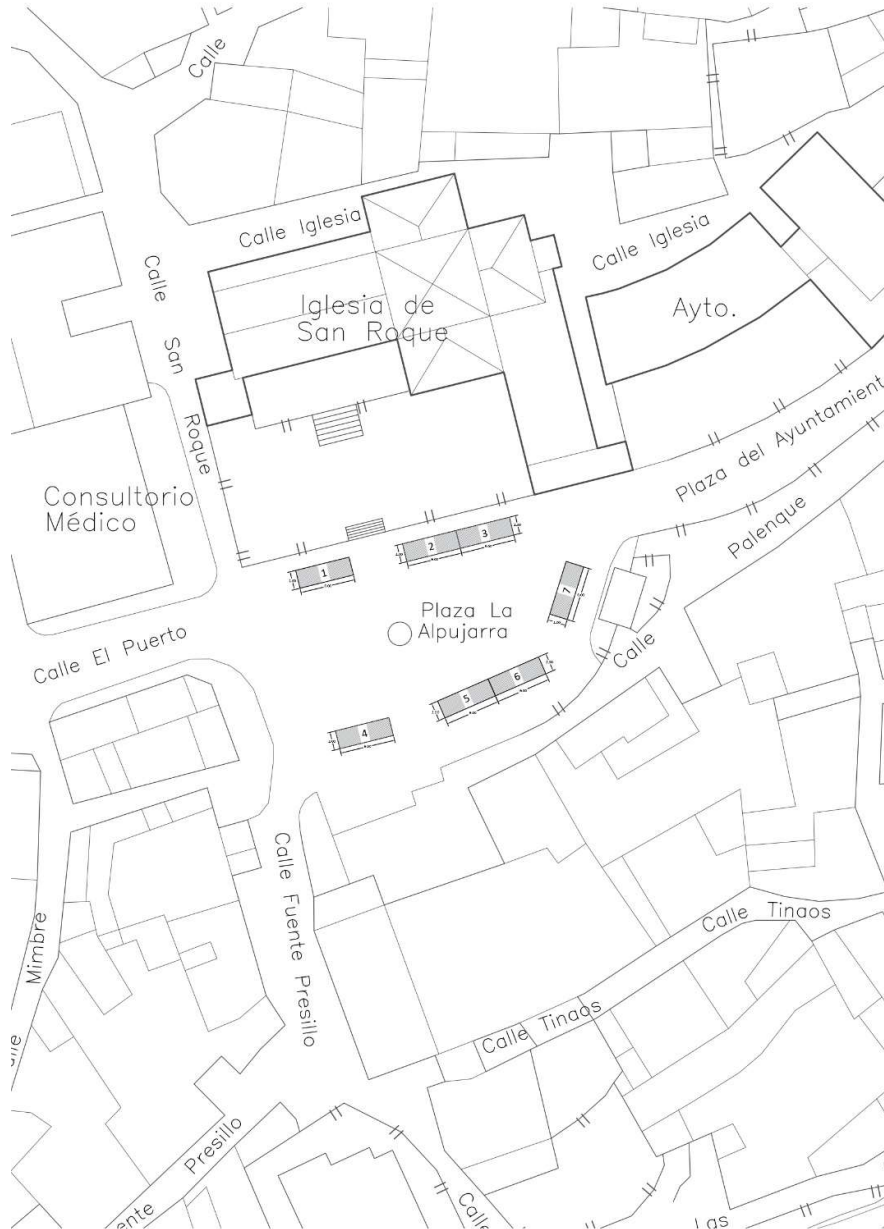 Calle
Calle Iglesia
Calle Iglesia
Calle
San
Roque
Iglesia de
San Roque
Ayto.
Plaza del Ayuntamient
Consultorio
Médico
Palenque
Calle
1
2
3
7
Plaza La
Alpujarra
Calle El Puerto
5
6
4
Calle Fuente Presillo
Calle Tinaos
Mimbre
Calle Tinaos
ente Presillo
Calle
Las